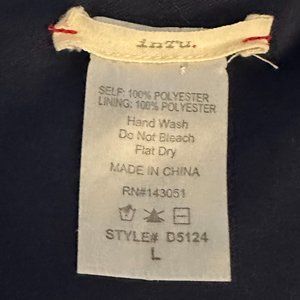 inTu.
SELF: 100% POLYESTER
LINING: 100% POLYESTER
Hand Wash
Do Not Bleach
Flat Dry
MADE IN CHINA
RN#143051
STYLE# D5124
L